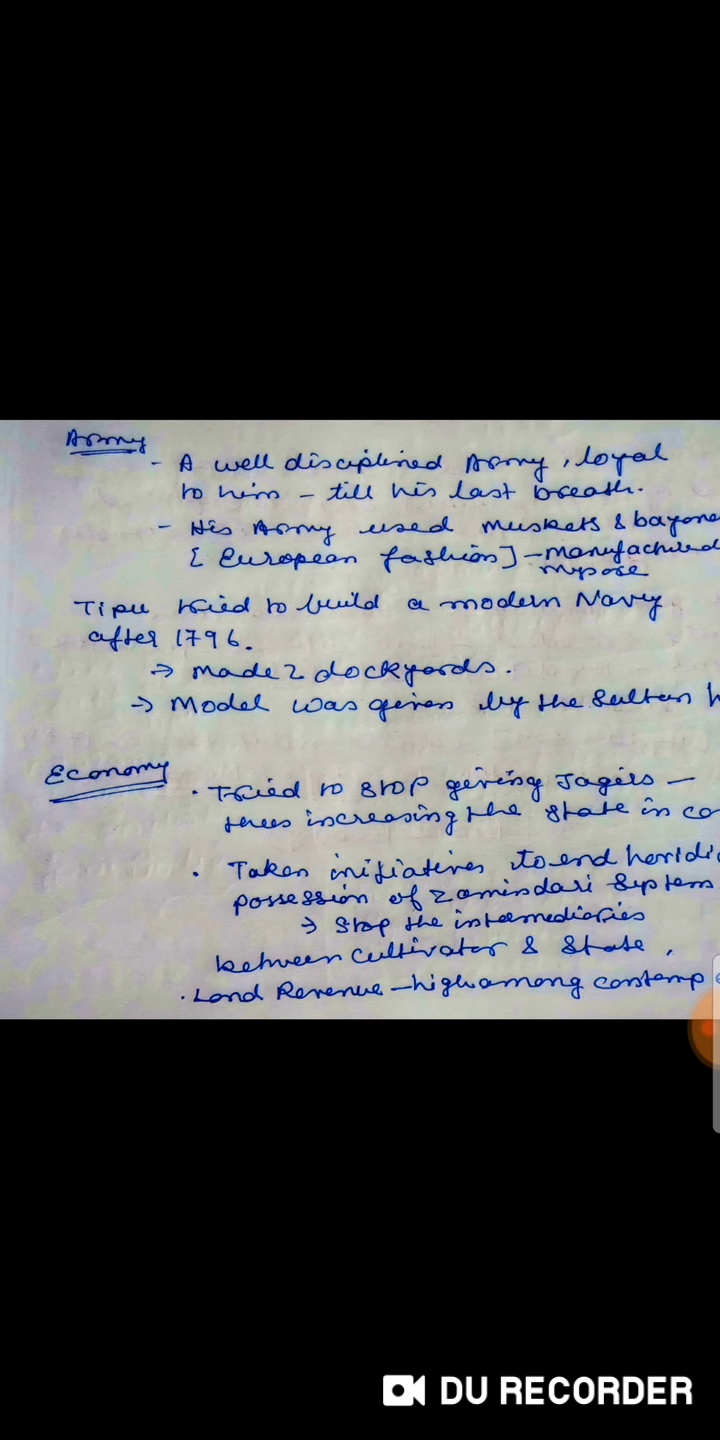 Army
- A well disciplined Army, loyal
to him - till his last breath.
- His Army used muskets & bayone
[European fashion] - manufactured
mysore
Tipu tried to build a modern Navy
after 1796.
→ made 2 dockyards.
→ Model was given by the Sultan h
Economy
. Tried to stop giving Jagirs -
thus increasing the state in co
. Taken initiatives to end heridi
possession of zamindari System
→ Stop the intermediaries
between cultivator & State,
. Land Revenue - high among contemp
DU RECORDER